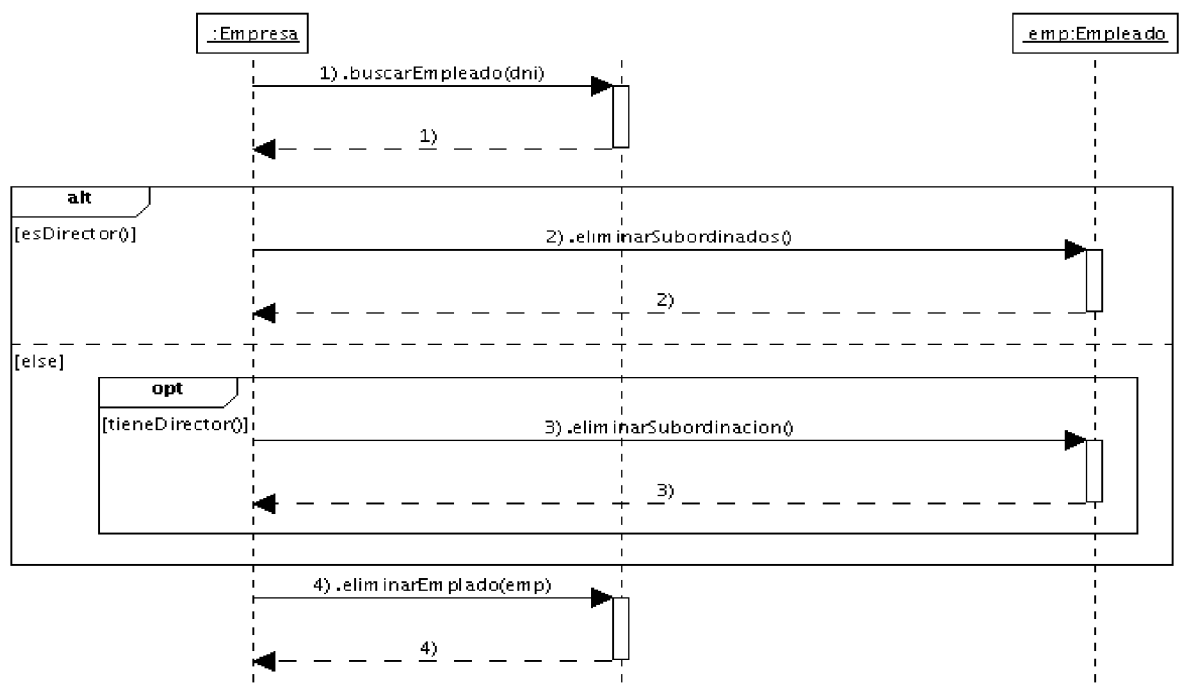 :Empresa
emp:Empleado
1).buscarEmpleado(dni)
1)
alt
[esDirector()]
2).eliminarSubordinados()
2)
[else]
opt
[tieneDirector()]
3).eliminarSubordinacion()
3)
4).eliminarEmplado(emp)
4)